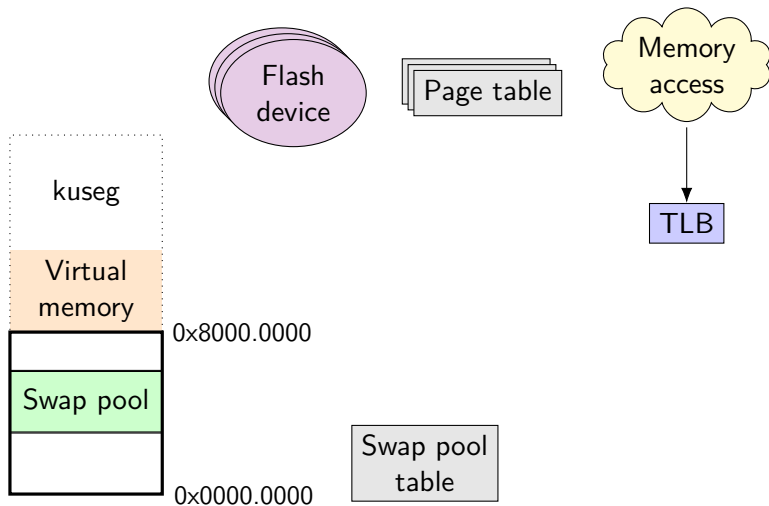 Flash
device
Page table
Memory
access
kuseg
TLB
Virtual
memory
0x8000.0000
Swap pool
Swap pool
table
0x0000.0000